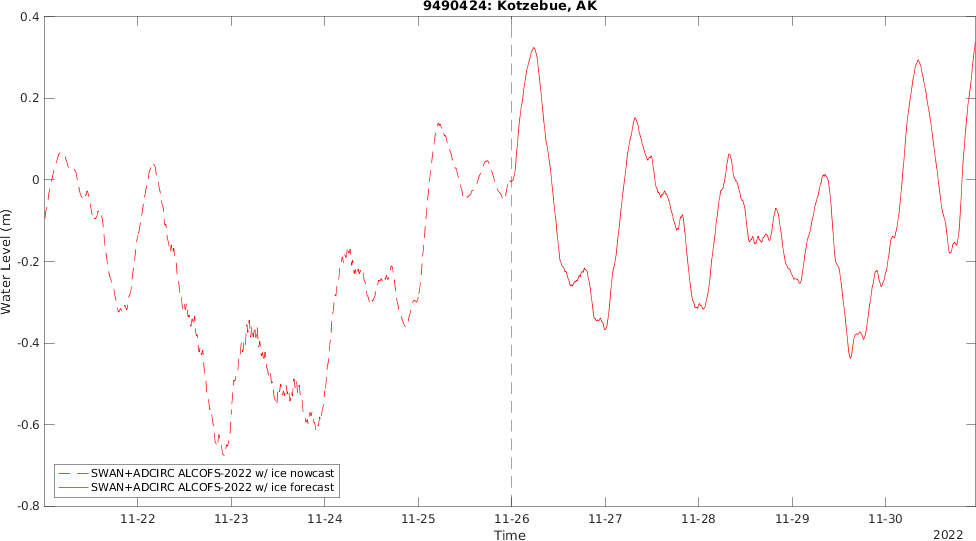 9490424: Kotzebue, AK
0.4
0.2
0
-0.2
-0.4
-0.6
-0.8
Water Level (m)
SWAN+ADCIRC ALCOFS-2022 w/ ice nowcast
SWAN+ADCIRC ALCOFS-2022 w/ ice forecast
11-22 11-23 11-24 11-25 11-26 11-27 11-28 11-29 11-30
Time
2022